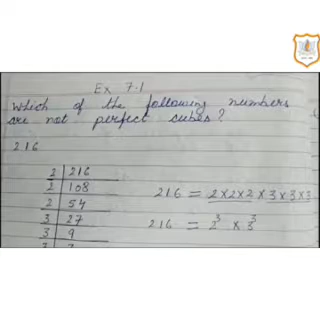 Ex 7.1
Which of the following numbers
are not perfect cubes?
216
2 | 216
2 | 108
2 | 54
3 | 27
3 | 9
216 = 2×2×2 × 3×3×3
216 = 2³ × 3³